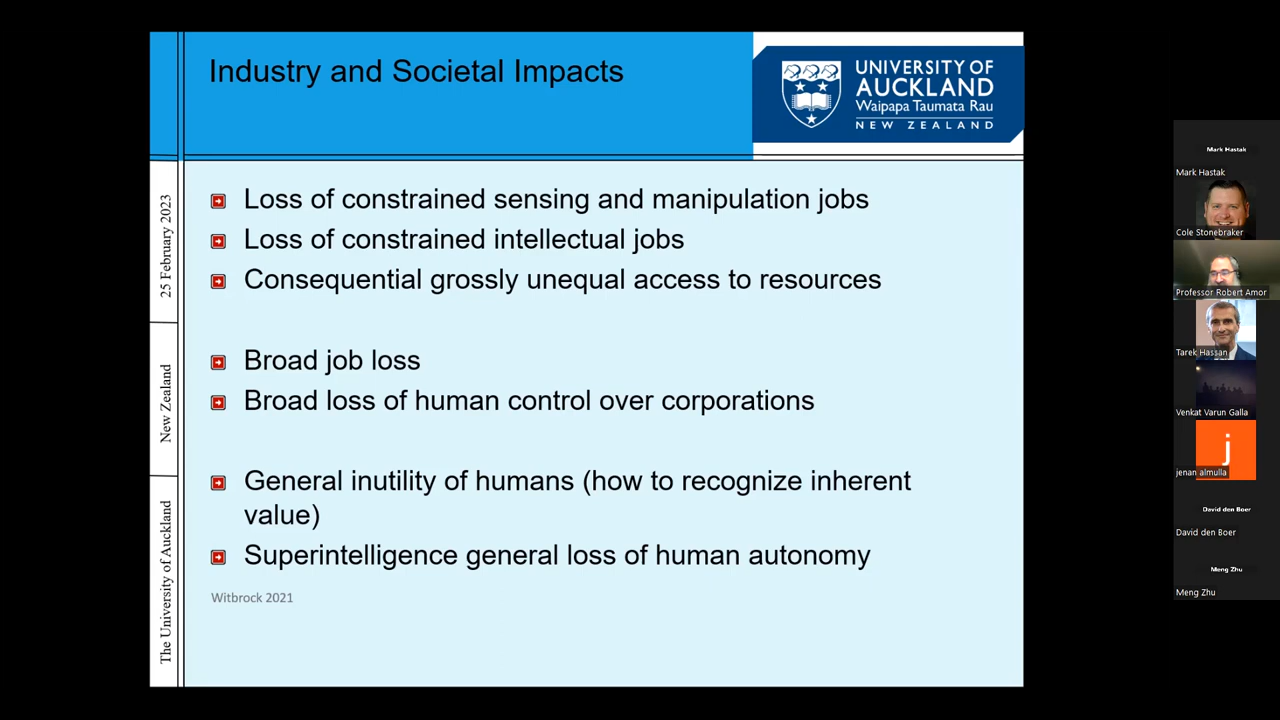 Industry and Societal Impacts
UNIVERSITY OF
AUCKLAND
Waipapa Taumata Rau
NEW ZEALAND
25 February 2023
New Zealand
The University of Auckland
Loss of constrained sensing and manipulation jobs
Loss of constrained intellectual jobs
Consequential grossly unequal access to resources
Broad job loss
Broad loss of human control over corporations
General inutility of humans (how to recognize inherent
value)
Superintelligence general loss of human autonomy
Witbrock 2021
Mark Hastak
Mark Hastak
Cole Stonebraker
Professor Robert Amor
Tarek Hassan
Venkat Varun Galla
j
jenan almulla
David den Boer
David den Boer
Meng Zhu
Meng Zhu